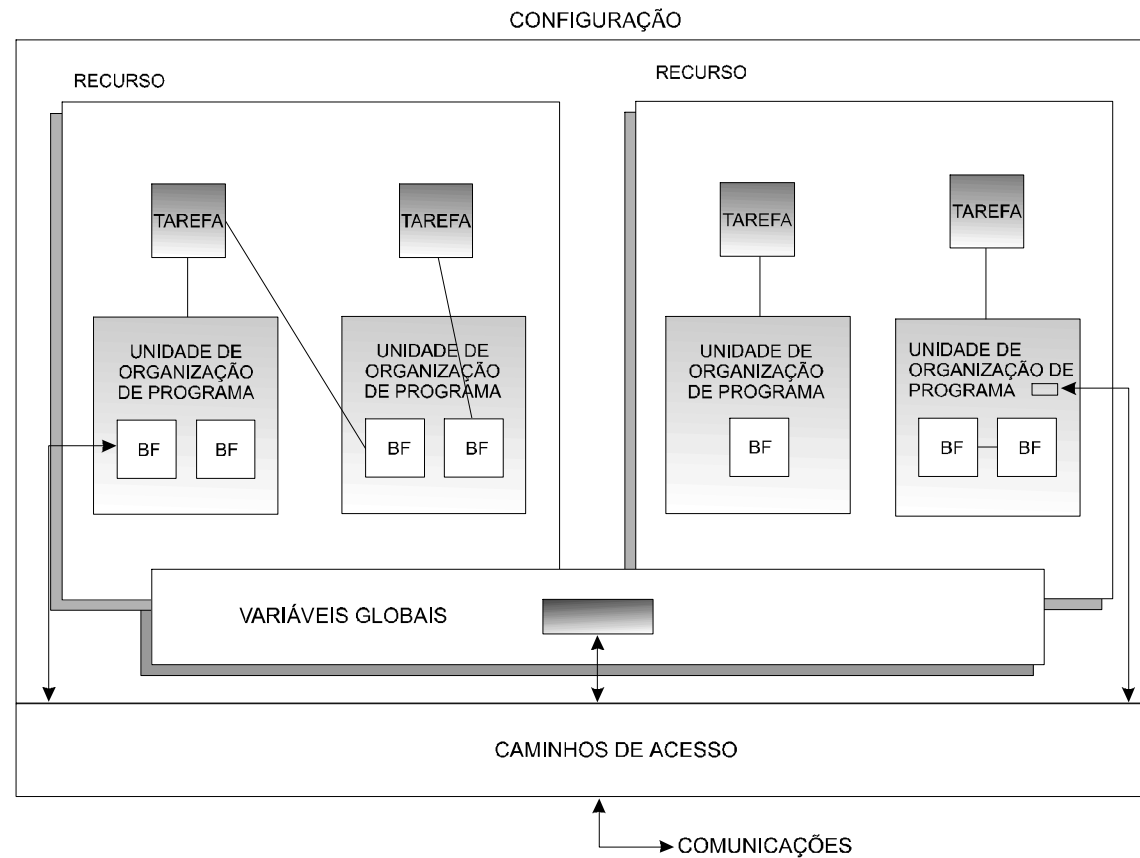 CONFIGURAÇÃO
RECURSO
RECURSO
TAREFA
TAREFA
TAREFA
TAREFA
UNIDADE DE
ORGANIZAÇÃO
DE PROGRAMA
BF
BF
UNIDADE DE
ORGANIZAÇÃO
DE PROGRAMA
BF
BF
UNIDADE DE
ORGANIZAÇÃO
DE PROGRAMA
BF
UNIDADE DE
ORGANIZAÇÃO DE
PROGRAMA
BF
BF
VARIÁVEIS GLOBAIS
CAMINHOS DE ACESSO
COMUNICAÇÕES